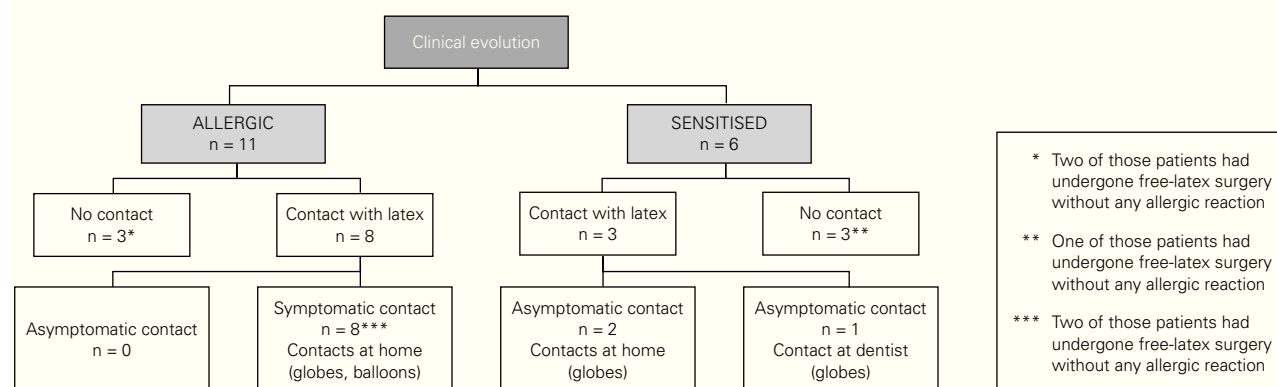 Clinical evolution
ALLERGIC
n = 11
SENSITISED
n = 6
No contact
n = 3*
Contact with latex
n = 8
Contact with latex
n = 3
No contact
n = 3**
Asymptomatic contact
n = 0
Symptomatic contact
n = 8***
Contacts at home
(globes, balloons)
Asymptomatic contact
n = 2
Contacts at home
(globes)
Asymptomatic contact
n = 1
Contact at dentist
(globes)
* Two of those patients had
undergone free-latex surgery
without any allergic reaction
** One of those patients had
undergone free-latex surgery
without any allergic reaction
*** Two of those patients had
undergone free-latex surgery
without any allergic reaction